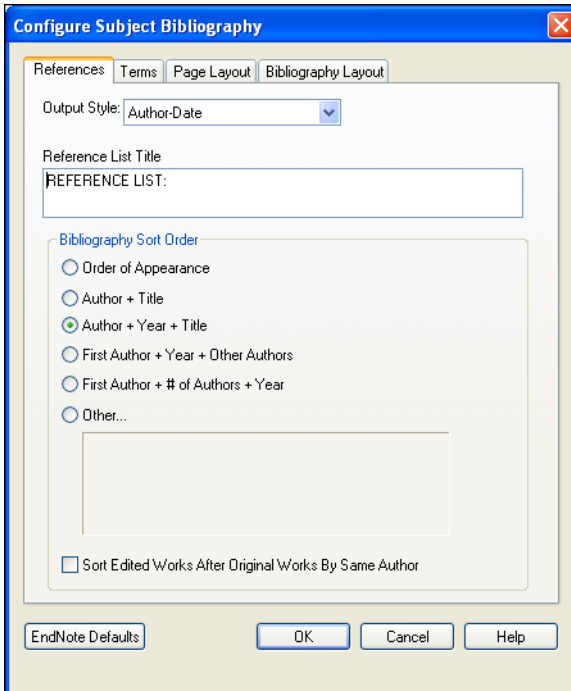 Configure Subject Bibliography
References Terms Page Layout Bibliography Layout
Output Style: Author-Date
Reference List Title
REFERENCE LIST:
Bibliography Sort Order
Order of Appearance
Author + Title
Author + Year + Title
First Author + Year + Other Authors
First Author + # of Authors + Year
Other...
Sort Edited Works After Original Works By Same Author
EndNote Defaults OK Cancel Help